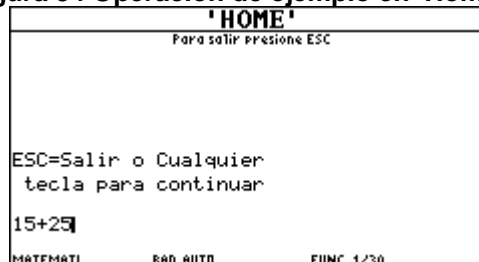 'HOME'
Para salir presione ESC
ESC=Salir o Cualquier
tecla para continuar
15+25
MATEMATI RAD AUTO FUNC 1/30